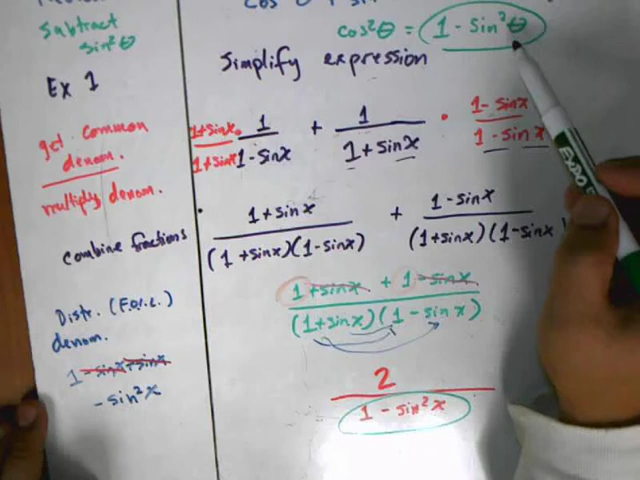 Subtract
sin²θ
cos²θ = 1 - sin²θ
Simplify expression
Ex 1
get common
denom.
multiply denom.
1+sinx/1+sinx · 1/1-sinx + 1/1+sinx · 1-sinx/1-sinx
combine fractions
1+sinx/(1+sinx)(1-sinx) + 1-sinx/(1+sinx)(1-sinx
Distr. (F.O.I.L.)
denom.
1 - sinx + sinx
- sin²x
1+sinx + 1-sinx/(1+sinx)(1-sinx)
2/1 - sin²x
EXPO